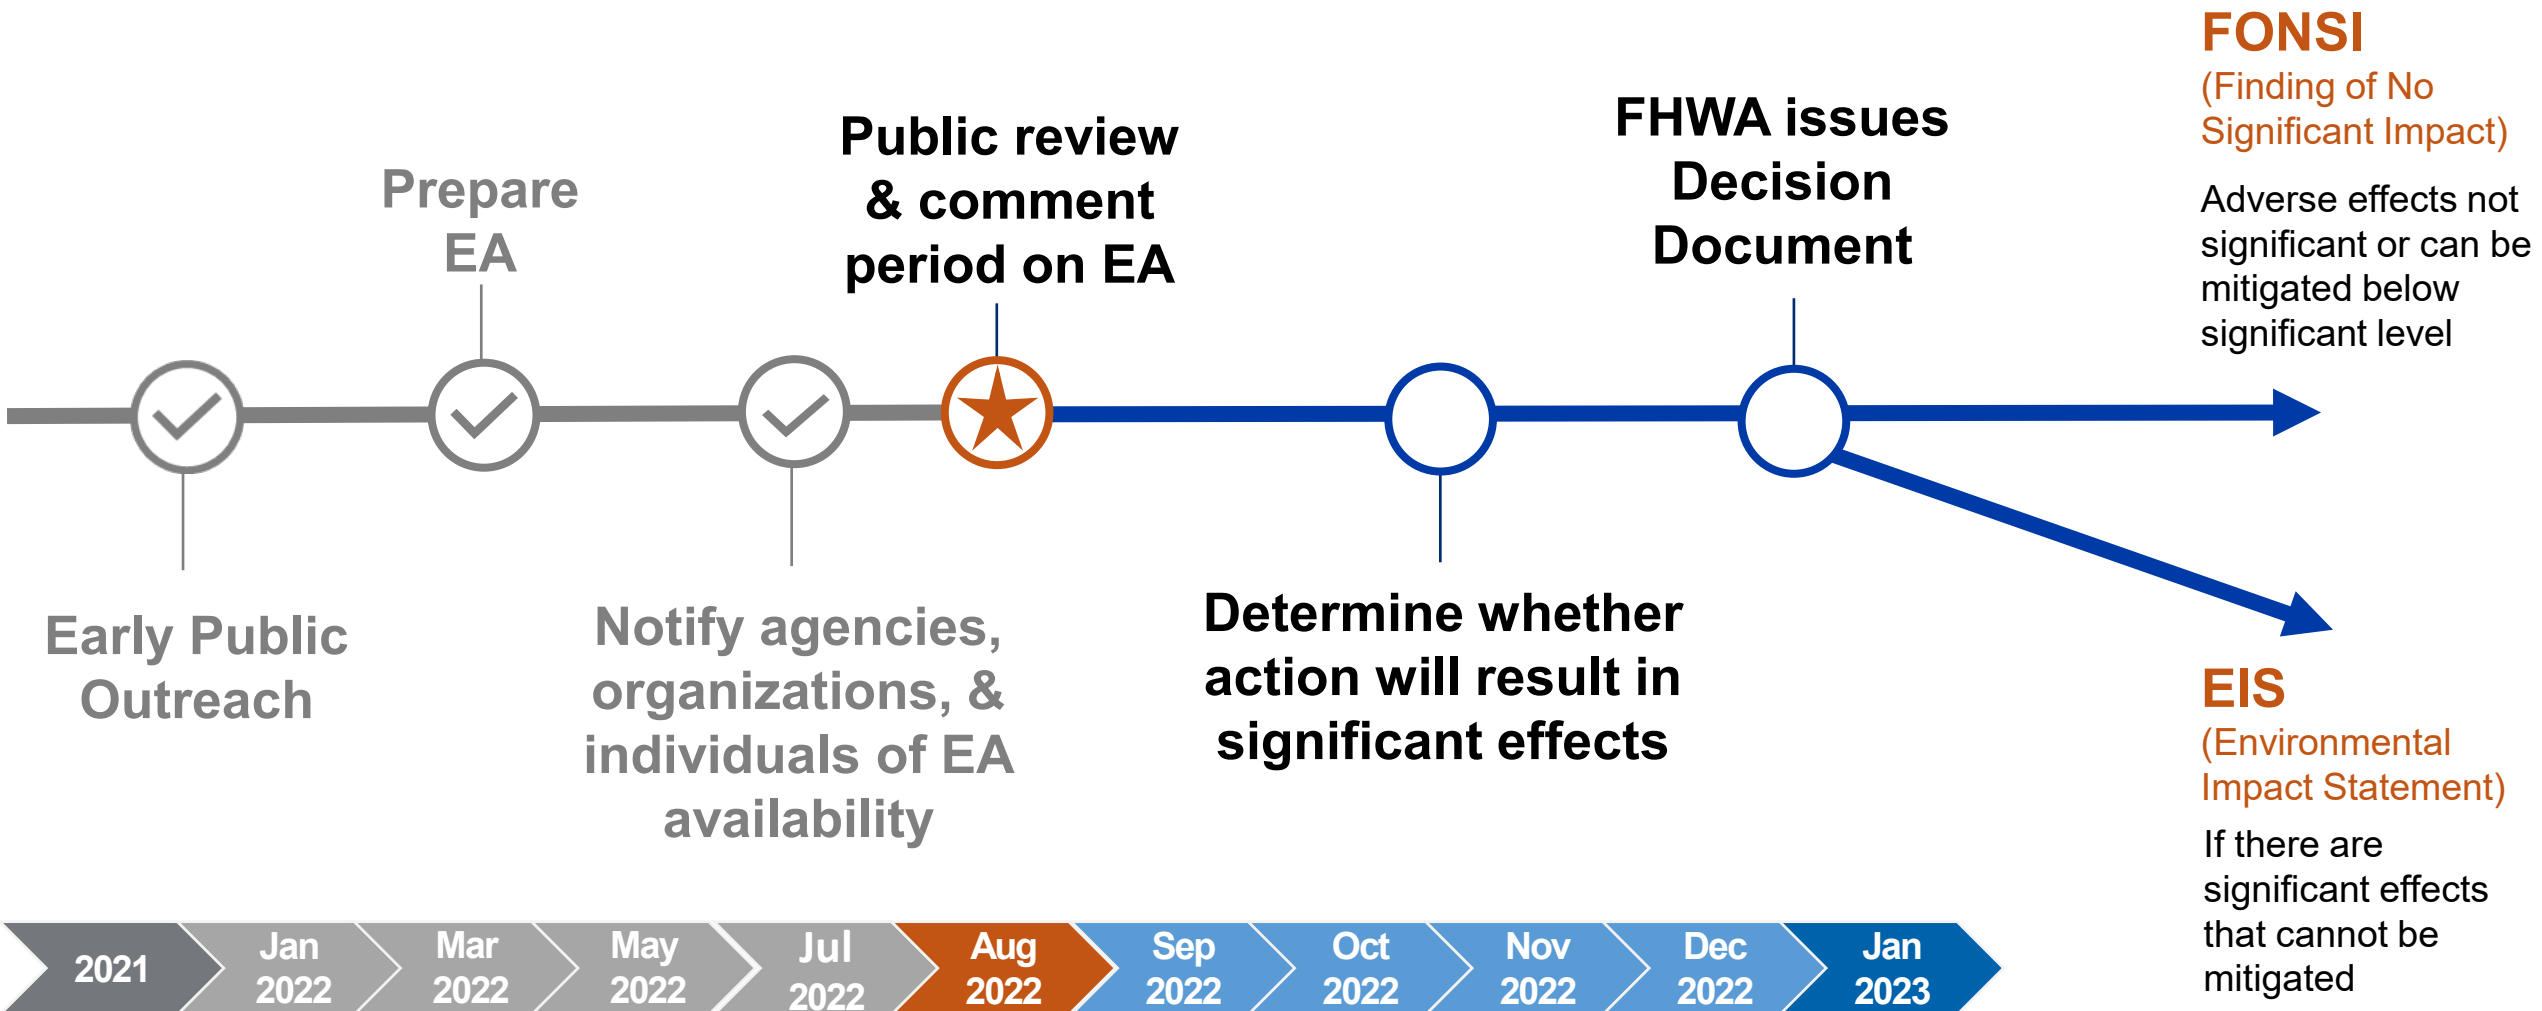 Early Public
Outreach
Prepare
EA
Notify agencies,
organizations, &
individuals of EA
availability
Public review
& comment
period on EA
Determine whether
action will result in
significant effects
FHWA issues
Decision
Document
FONSI
(Finding of No
Significant Impact)
Adverse effects not
significant or can be
mitigated below
significant level
EIS
(Environmental
Impact Statement)
If there are
significant effects
that cannot be
mitigated
2021
Jan
2022
Mar
2022
May
2022
Jul
2022
Aug
2022
Sep
2022
Oct
2022
Nov
2022
Dec
2022
Jan
2023